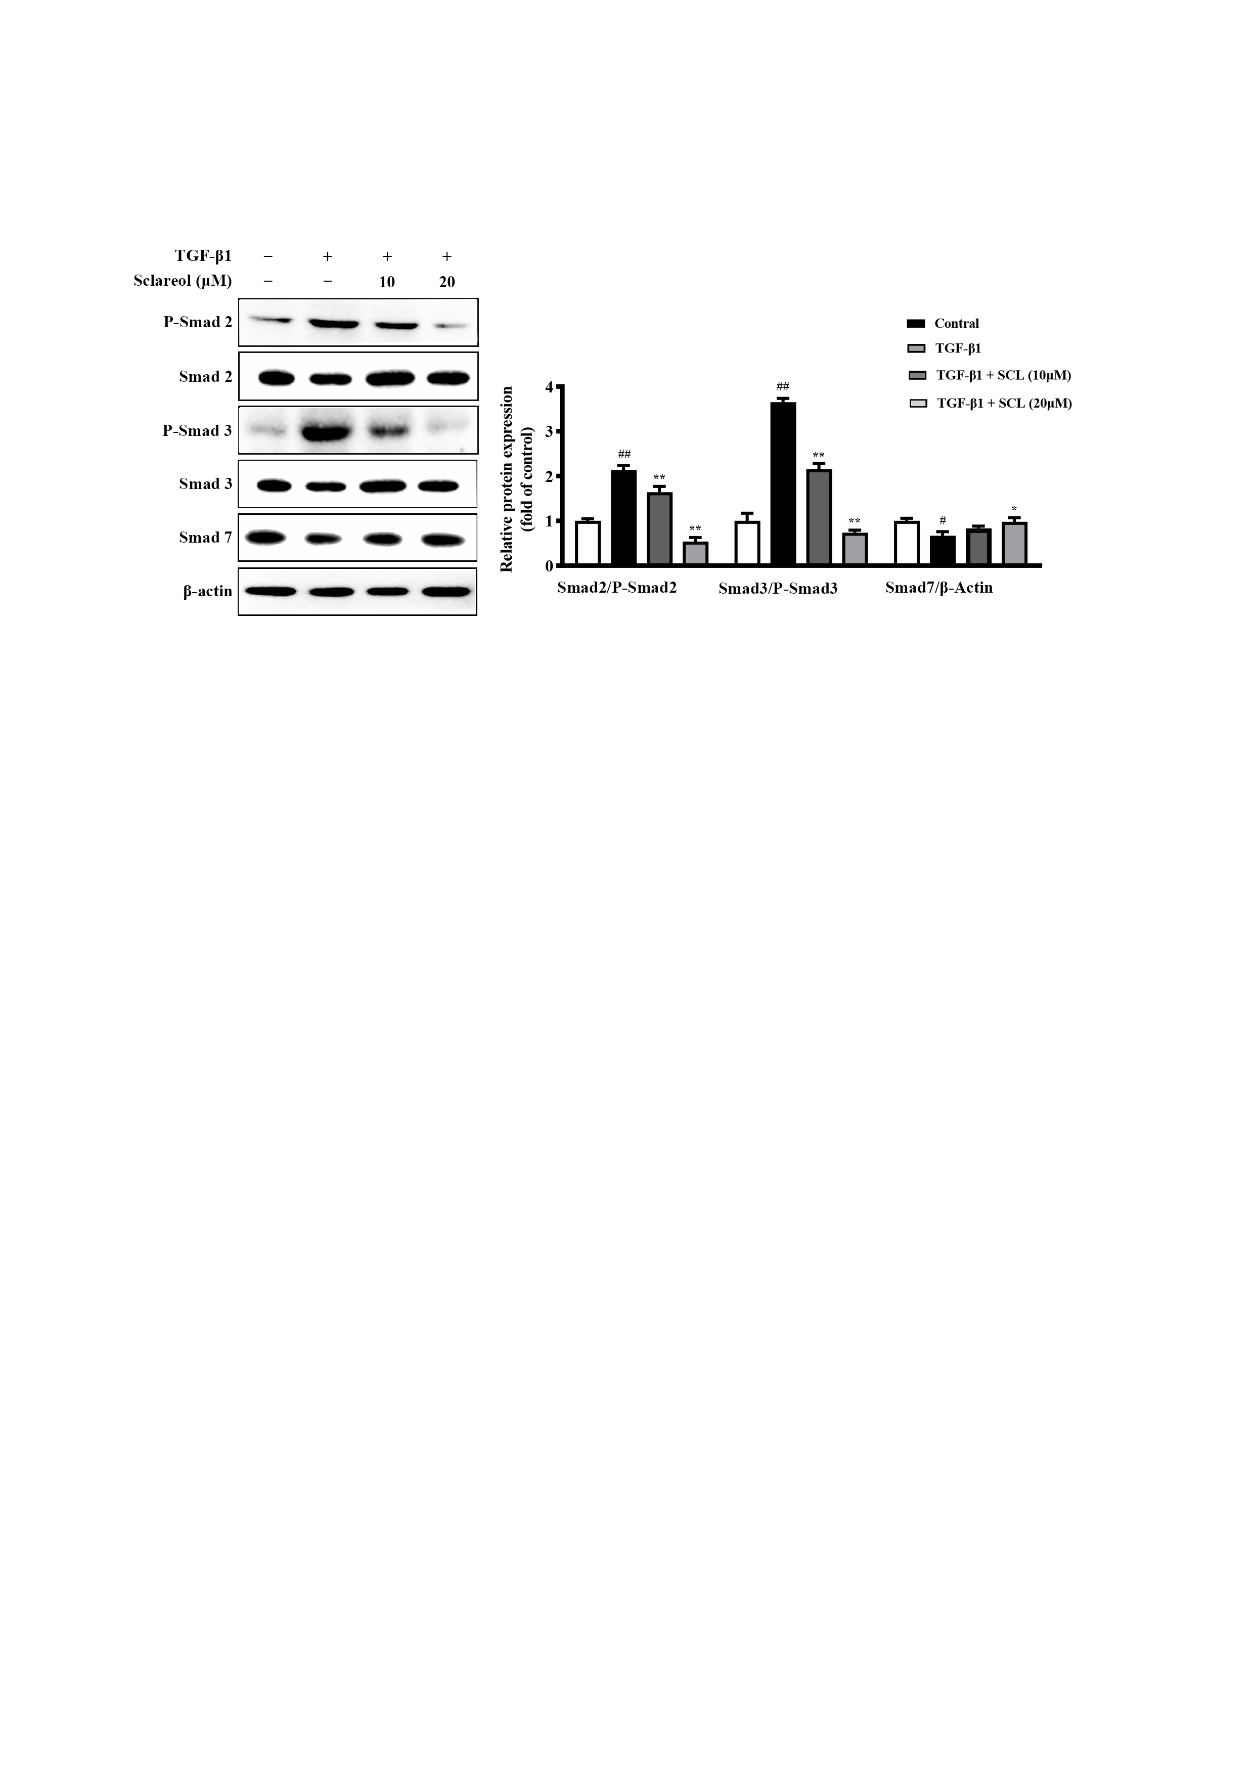 TGF-β1 − + + +
Sclareol (μM) − − 10 20
P-Smad 2
Smad 2
P-Smad 3
Smad 3
Smad 7
β-actin
Contral
TGF-β1
TGF-β1 + SCL (10μM)
TGF-β1 + SCL (20μM)
Relative protein expression
(fold of control)
4
3
2
1
0
## ** **
## ** **
# *
Smad2/P-Smad2 Smad3/P-Smad3 Smad7/β-Actin